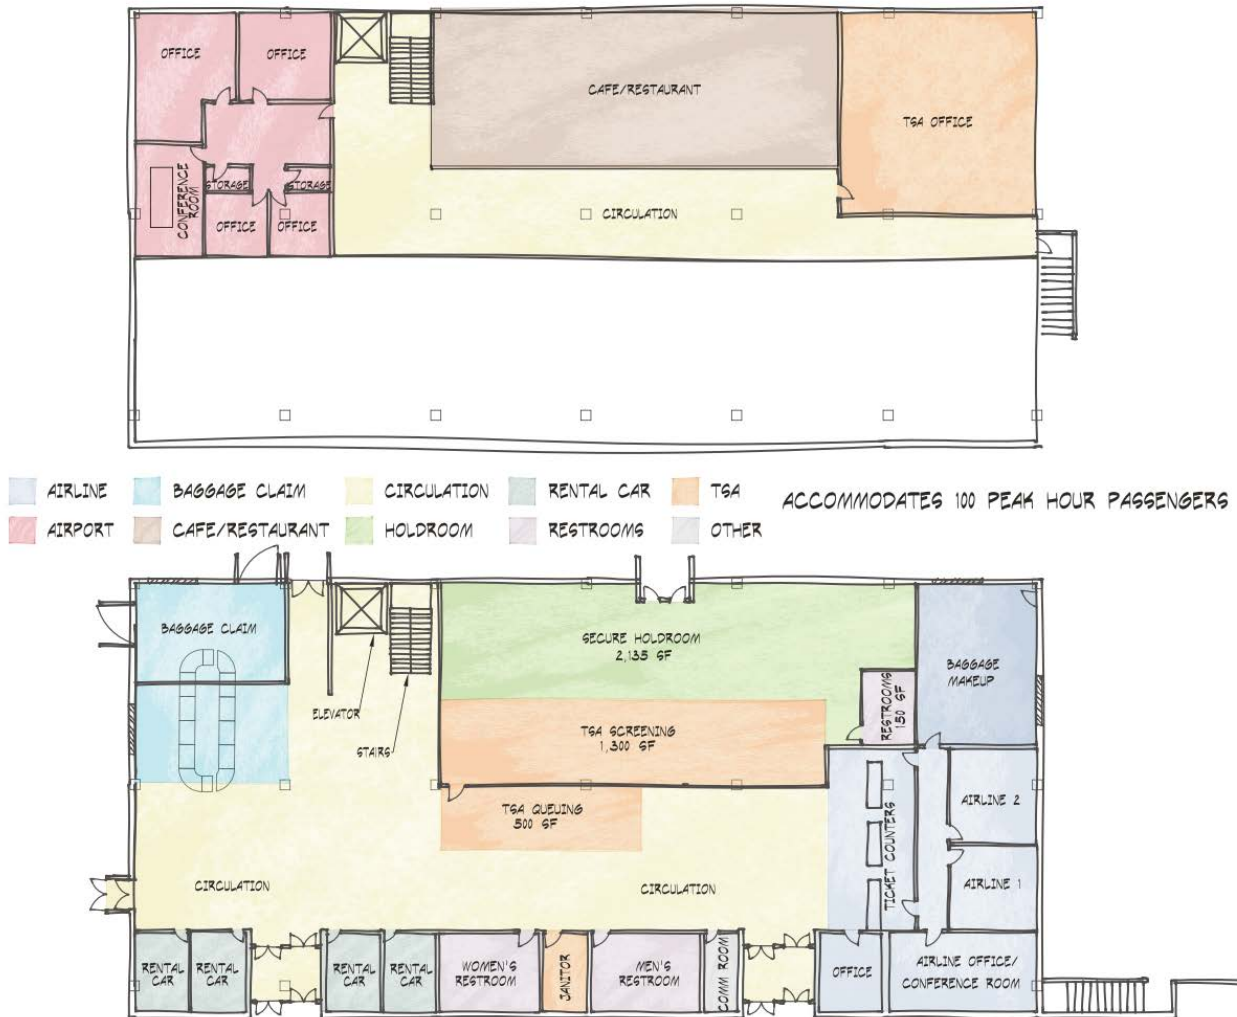 OFFICE
OFFICE
CAFE/RESTAURANT
TSA OFFICE
CONFERENCE
ROOM
STORAGE
STORAGE
OFFICE
OFFICE
CIRCULATION
AIRLINE
BAGGAGE CLAIM
CIRCULATION
RENTAL CAR
TSA
ACCOMMODATES 100 PEAK HOUR PASSENGERS
AIRPORT
CAFE/RESTAURANT
HOLDROOM
RESTROOMS
OTHER
BAGGAGE CLAIM
SECURE HOLDROOM
2,135 SF
BAGGAGE
MAKEUP
RESTROOMS
150 SF
ELEVATOR
STAIRS
TSA SCREENING
1,300 SF
TSA QUEUING
500 SF
TICKET COUNTERS
AIRLINE 2
AIRLINE 1
CIRCULATION
CIRCULATION
RENTAL
CAR
RENTAL
CAR
RENTAL
CAR
RENTAL
CAR
WOMEN'S
RESTROOM
JANITOR
MEN'S
RESTROOM
COMM ROOM
OFFICE
AIRLINE OFFICE/
CONFERENCE ROOM